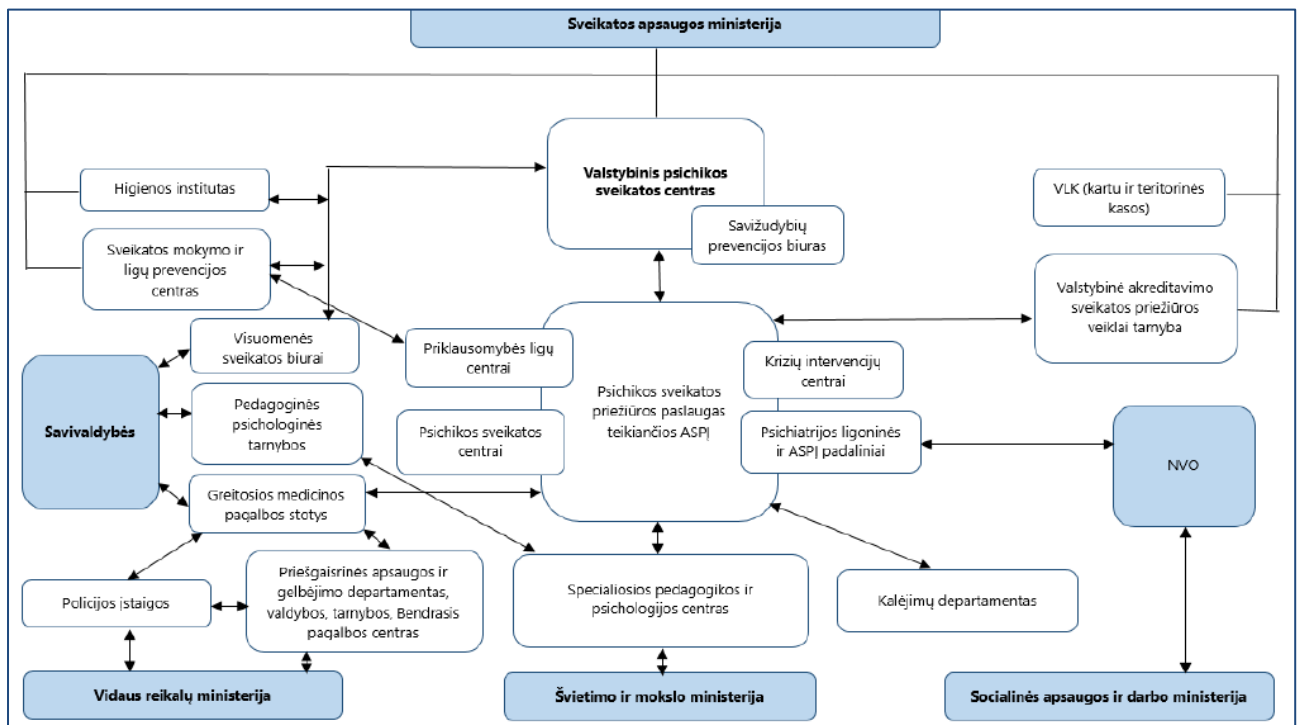 Sveikatos apsaugos ministerija
Valstybinis psichikos
sveikatos centras
Savižudybių
prevencijos biuras
Higienos institutas
Sveikatos mokymo ir
ligų prevencijos
centras
VLK (kartu ir teritorinės
kasos)
Valstybinė akreditavimo
sveikatos priežiūros
veiklai tarnyba
Visuomenės
sveikatos biurai
Priklausomybės ligų
centrai
Krizių intervencijų
centrai
Psichikos sveikatos
priežiūros paslaugas
teikiančios ASPĮ
Savivaldybės
Pedagoginės
psichologinės
tarnybos
Psichikos sveikatos
centrai
Psichiatrijos ligoninės
ir ASPĮ padaliniai
NVO
Greitosios medicinos
pagalbos stotys
Policijos įstaigos
Priešgaisrinės apsaugos ir
gelbėjimo departamentas,
valdybos, tarnybos, Bendrasis
pagalbos centras
Specialiosios pedagogikos ir
psichologijos centras
Kalėjimų departamentas
Vidaus reikalų ministerija
Švietimo ir mokslo ministerija
Socialinės apsaugos ir darbo ministerija